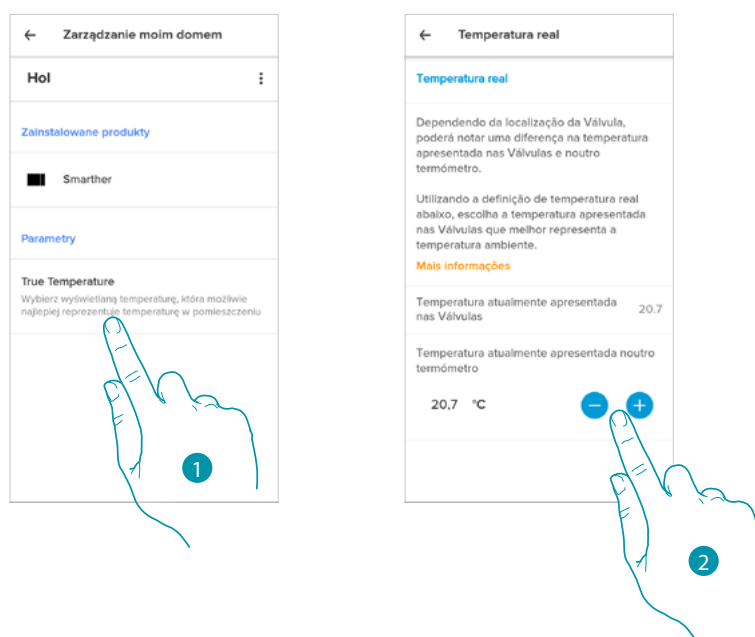 Zarządzanie moim domem
Hol
Zainstalowane produkty
Smarther
Parametry
True Temperature
Wybierz wyświetlaną temperaturę, która możliwie
najlepiej reprezentuje temperaturę w pomieszczeniu
1
Temperatura real
Temperatura real
Dependendo da localização da Válvula,
poderá notar uma diferença na temperatura
apresentada nas Válvulas e noutro
termómetro.
Utilizando a definição de temperatura real
abaixo, escolha a temperatura apresentada
nas Válvulas que melhor representa a
temperatura ambiente.
Mais informações
Temperatura atualmente apresentada
nas Válvulas
20.7
Temperatura atualmente apresentada noutro
termómetro
20,7 °C
2